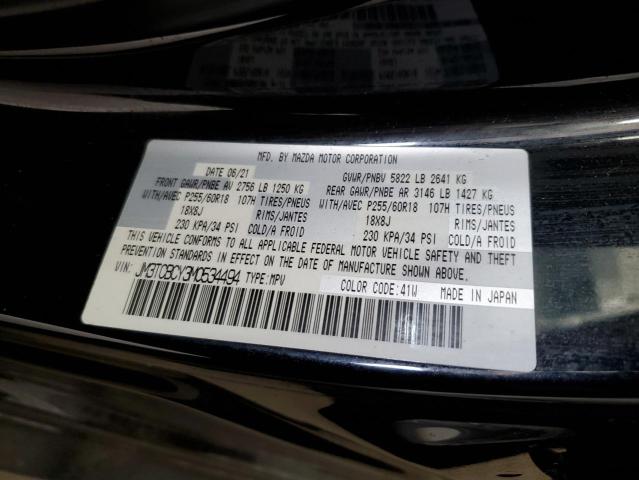 MFD. BY MAZDA MOTOR CORPORATION
DATE 06/21 GVWR/PNBV 5822 LB 2641 KG
FRONT GAWR/PNBE AV 2756 LB 1250 KG REAR GAWR/PNBE AR 3146 LB 1427 KG
WITH/AVEC P255/60R18 107H TIRES/PNEUS WITH/AVEC P255/60R18 107H TIRES/PNEUS
18X8J RIMS/JANTES 18X8J RIMS/JANTES
230 KPA/34 PSI COLD/A FROID 230 KPA/34 PSI COLD/A FROID
THIS VEHICLE CONFORMS TO ALL APPLICABLE FEDERAL MOTOR VEHICLE SAFETY AND THEFT
PREVENTION STANDARDS IN EFFECT ON THE DATE OF MANUFACTURE SHOWN ABOVE.
VIN: JM3TCBCY3M0534494 TYPE:MPV COLOR CODE:41W MADE IN JAPAN